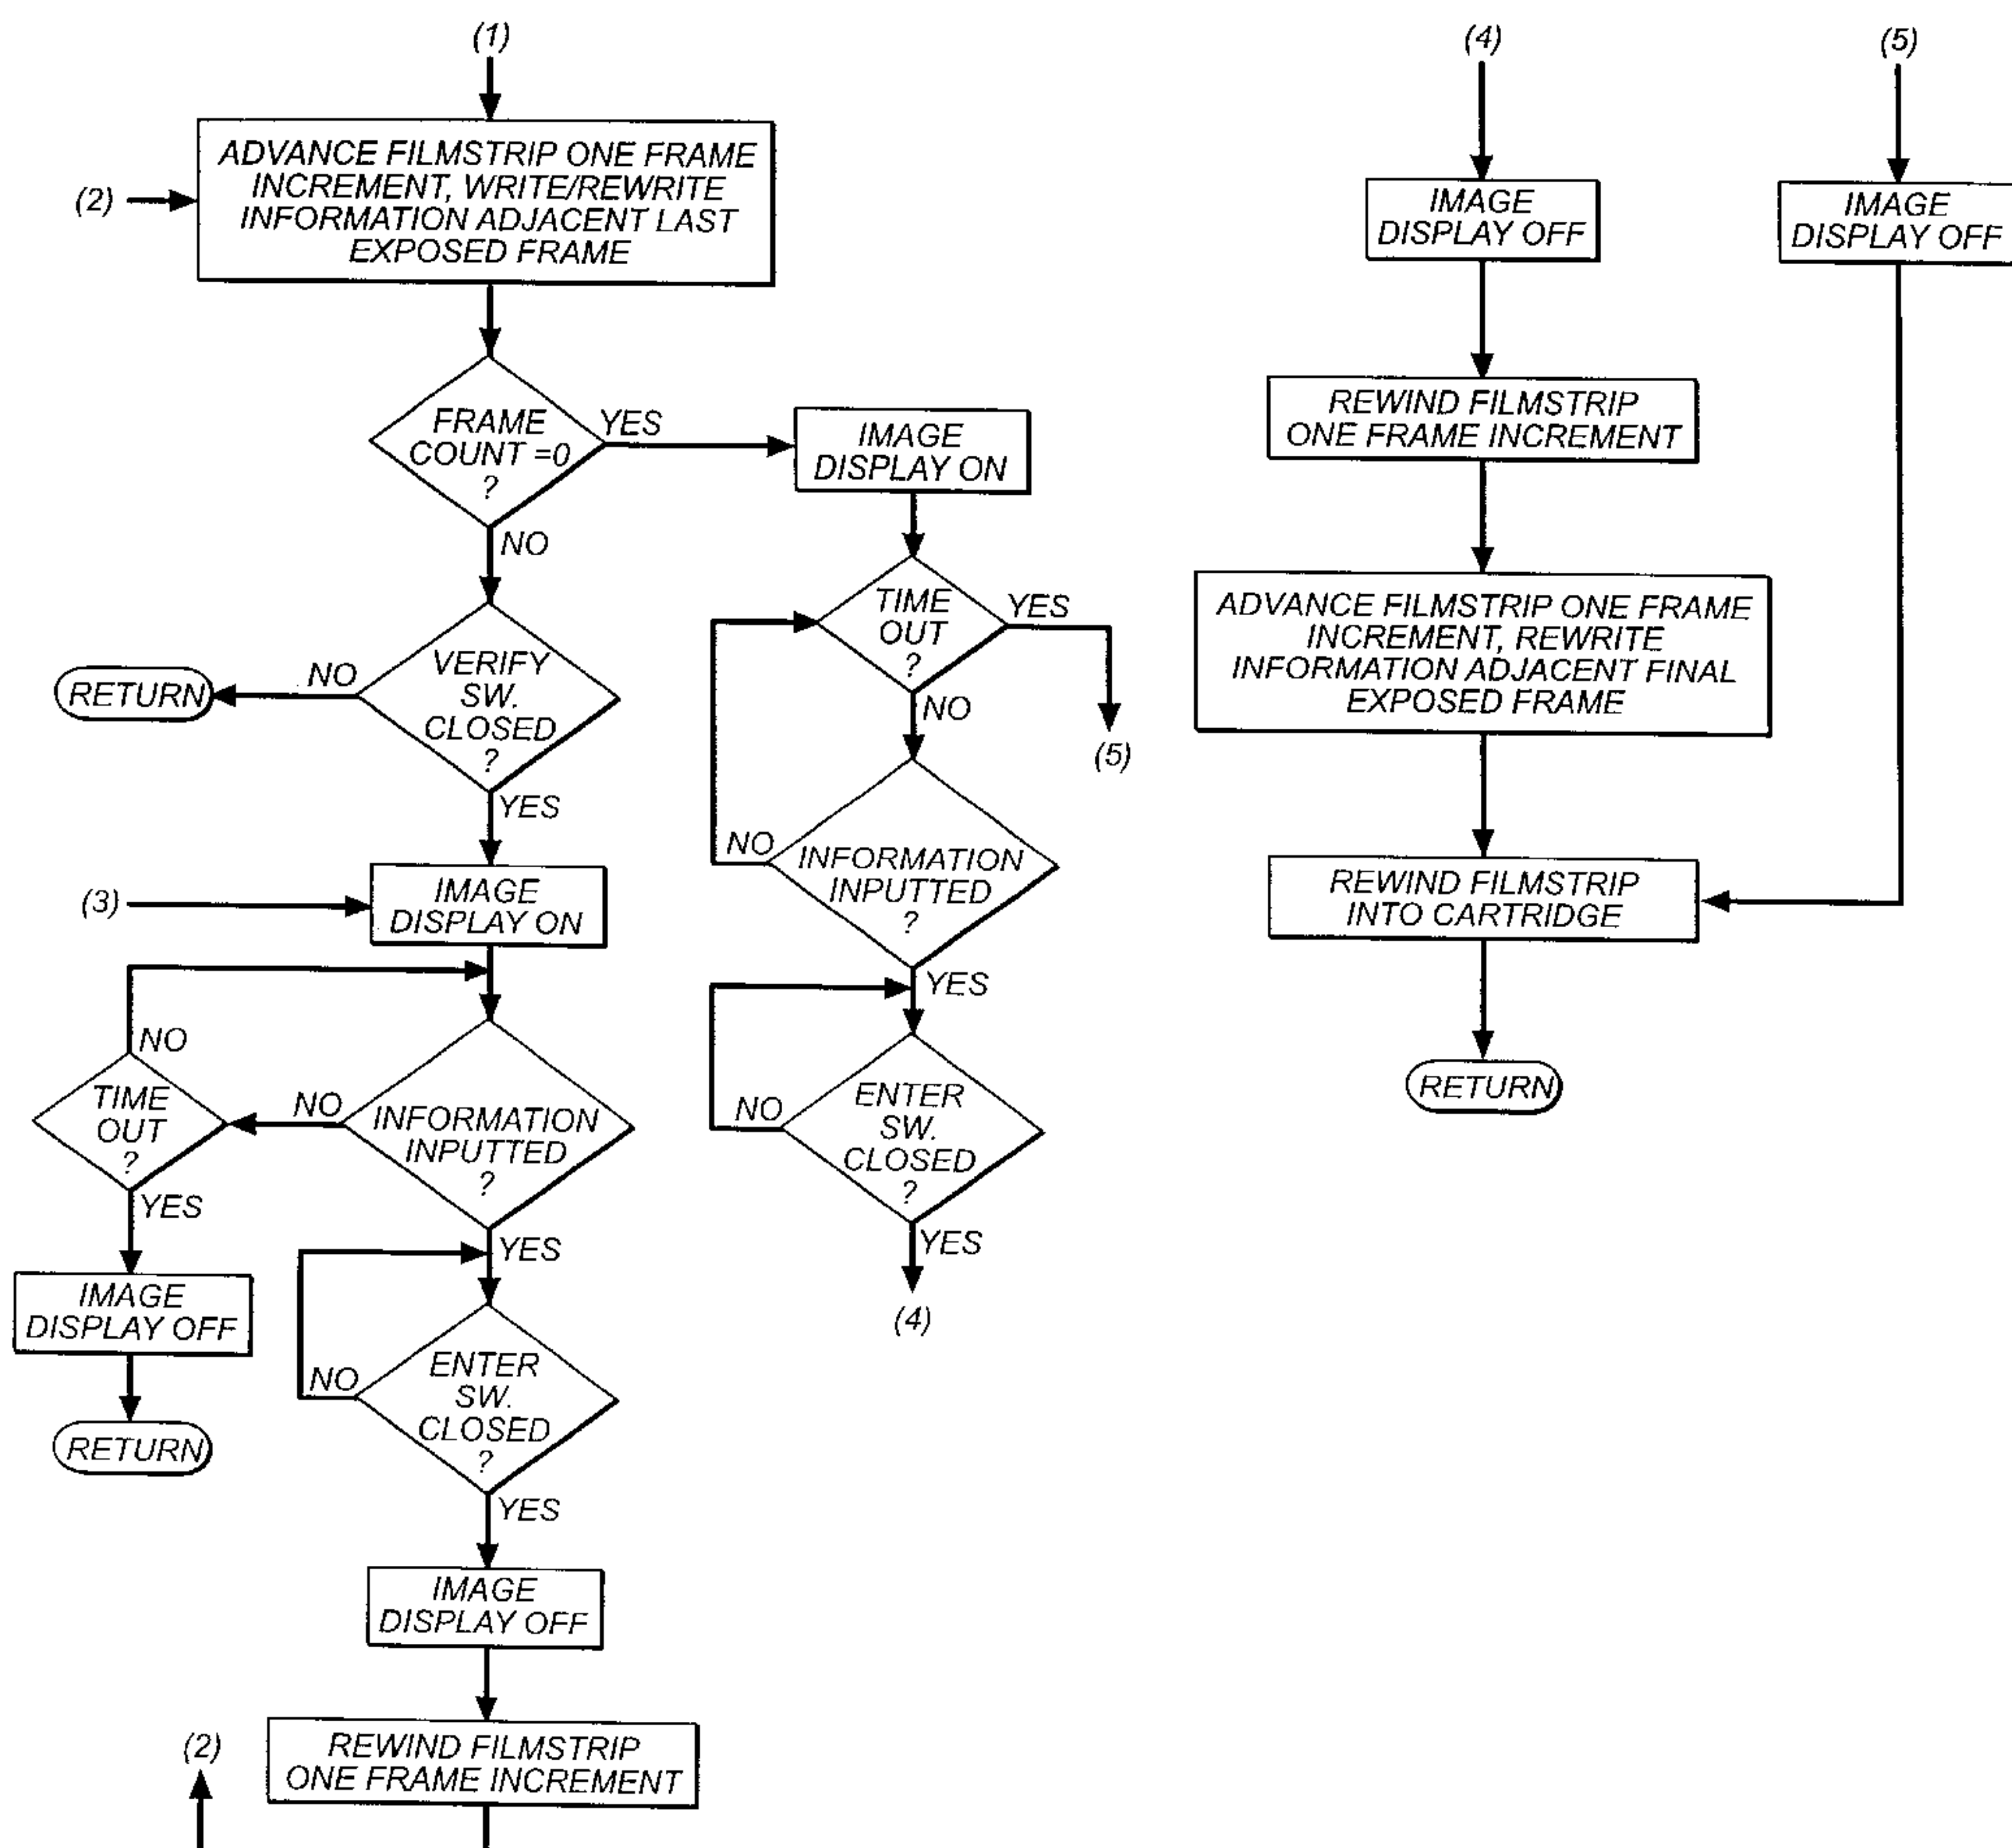 (1)
ADVANCE FILMSTRIP ONE FRAME
INCREMENT, WRITE/REWRITE
INFORMATION ADJACENT LAST
EXPOSED FRAME
(2)
FRAME
COUNT =0
?
YES
NO
IMAGE
DISPLAY ON
VERIFY
SW.
CLOSED
?
NO
RETURN
YES
TIME
OUT
?
YES
(5)
NO
INFORMATION
INPUTTED
?
NO
YES
ENTER
SW.
CLOSED
?
NO
YES
(4)
(3)
IMAGE
DISPLAY ON
INFORMATION
INPUTTED
?
NO
TIME
OUT
?
NO
YES
IMAGE
DISPLAY OFF
RETURN
YES
ENTER
SW.
CLOSED
?
NO
YES
IMAGE
DISPLAY OFF
REWIND FILMSTRIP
ONE FRAME INCREMENT
(2)
(4)
IMAGE
DISPLAY OFF
REWIND FILMSTRIP
ONE FRAME INCREMENT
ADVANCE FILMSTRIP ONE FRAME
INCREMENT, REWRITE
INFORMATION ADJACENT FINAL
EXPOSED FRAME
REWIND FILMSTRIP
INTO CARTRIDGE
RETURN
(5)
IMAGE
DISPLAY OFF